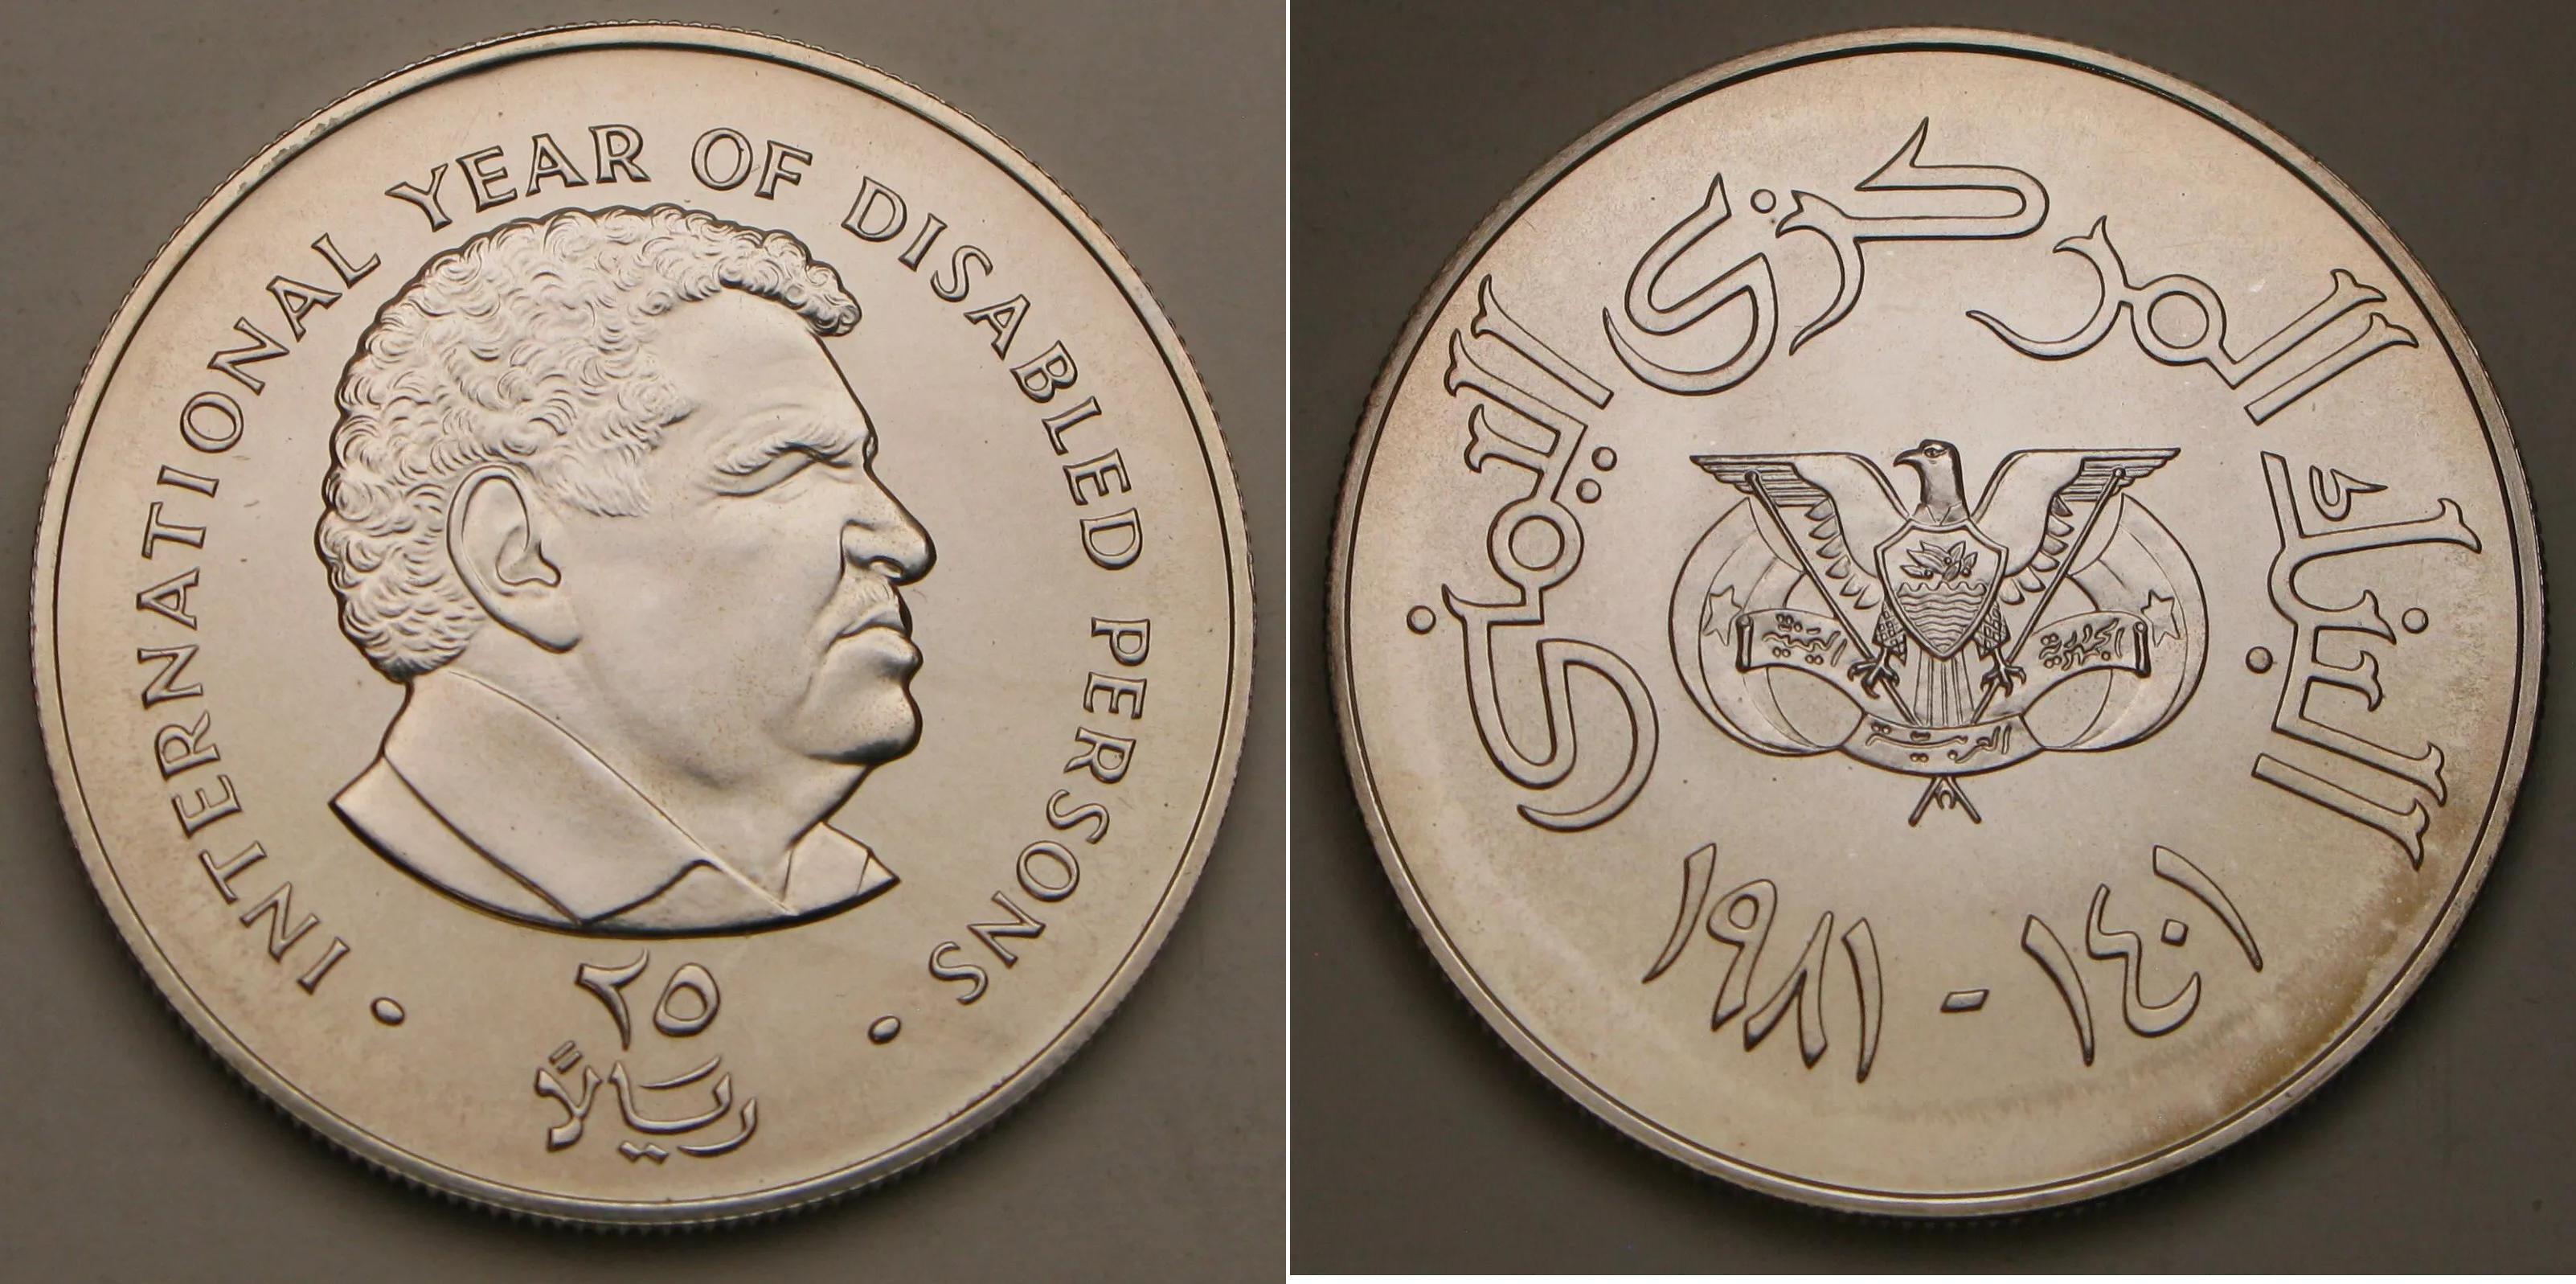 INTERNATIONAL YEAR OF DISABLED PERSONS
٢٥
ريالاً
البنك المركزي اليمني
الجمهورية
العربية
اليمنية
١٩٨١ - ١٤٠١